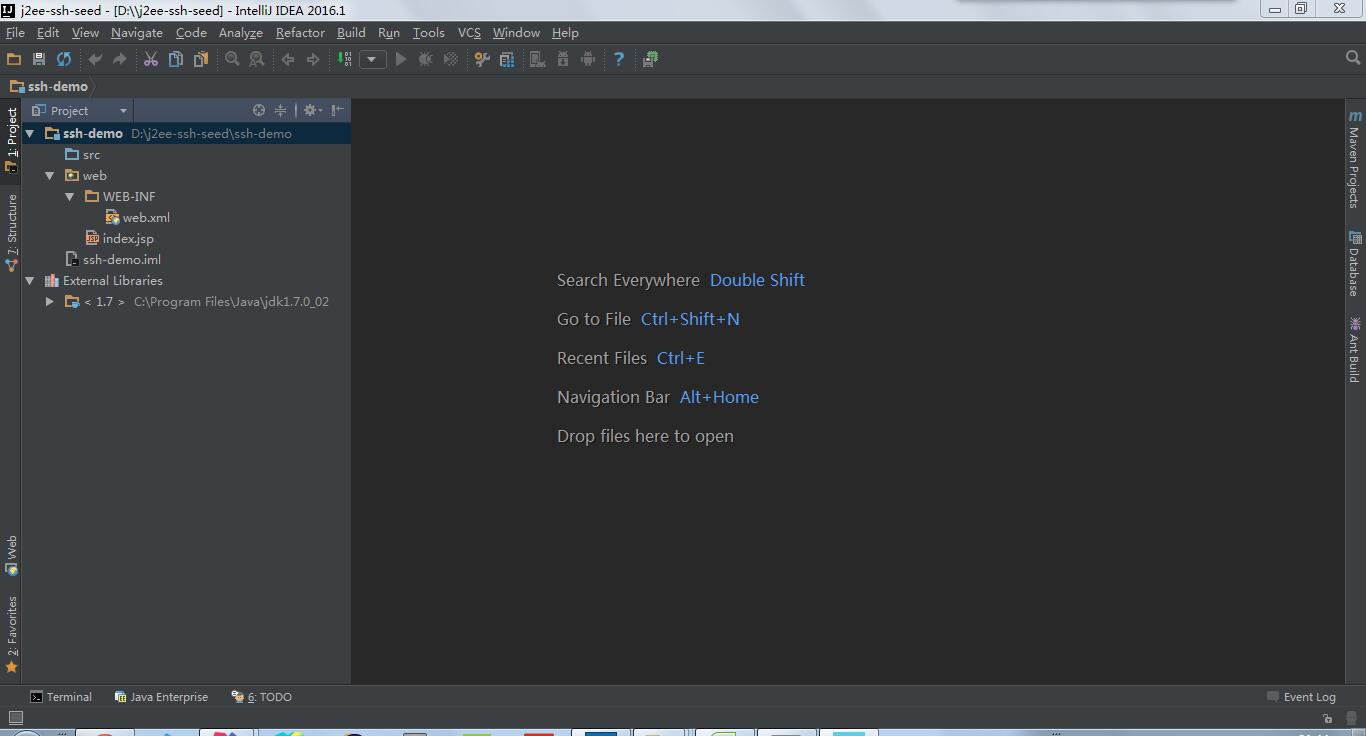 j2ee-ssh-seed - [D:\\j2ee-ssh-seed] - IntelliJ IDEA 2016.1
File Edit View Navigate Code Analyze Refactor Build Run Tools VCS Window Help
ssh-demo
Project
ssh-demo D:\j2ee-ssh-seed\ssh-demo
src
web
WEB-INF
web.xml
index.jsp
ssh-demo.iml
External Libraries
< 1.7 > C:\Program Files\Java\jdk1.7.0_02
1: Project
7: Structure
Web
2: Favorites
Search Everywhere Double Shift
Go to File Ctrl+Shift+N
Recent Files Ctrl+E
Navigation Bar Alt+Home
Drop files here to open
Maven Projects
Database
Ant Build
Terminal Java Enterprise 6: TODO Event Log